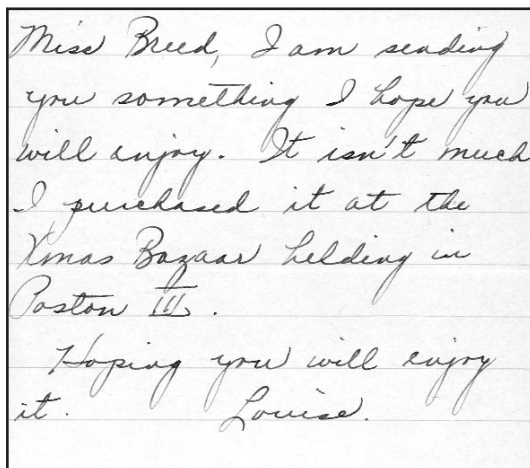 Miss Breed, I am sending
you something I hope you
will enjoy. It isn't much
I purchased it at the
Xmas Bazaar helding in
Poston III.
Hoping you will enjoy
it. Louise.